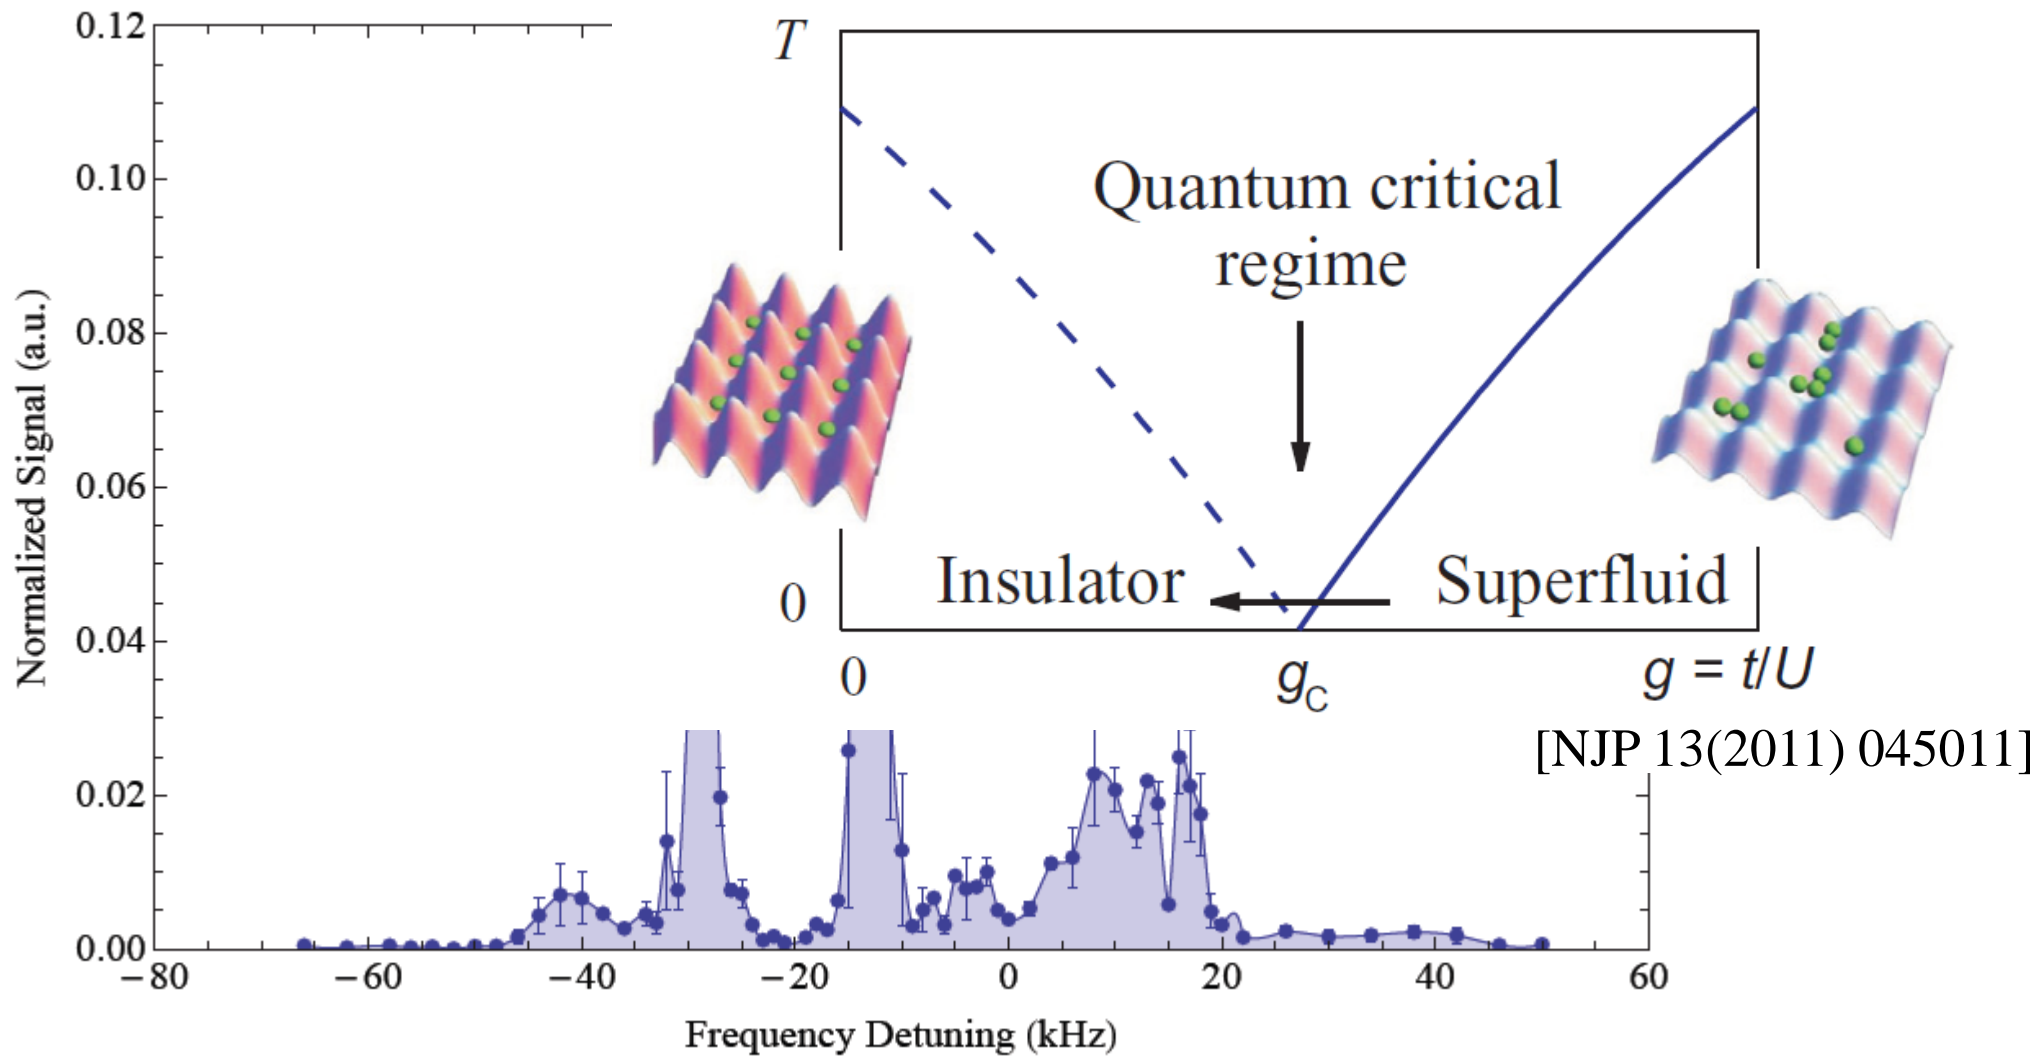 0.12
0.10
0.08
0.06
0.04
0.02
0.00
Normalized Signal (a.u.)
T
Quantum critical
regime
Insulator
Superfluid
0
0
gC
g = t/U
[NJP 13(2011) 045011]
−80
−60
−40
−20
0
20
40
60
Frequency Detuning (kHz)